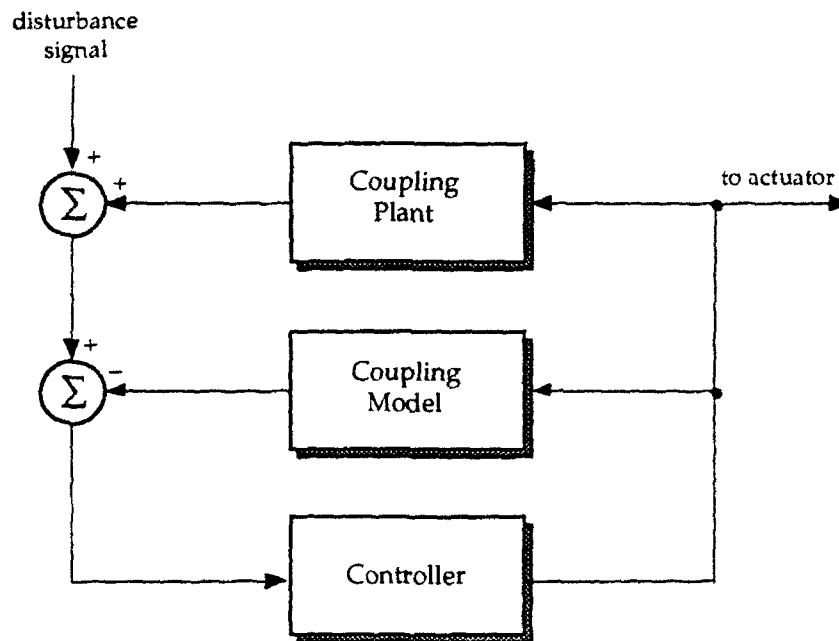 disturbance
signal
+
+
Σ
Coupling
Plant
to actuator
+
−
Σ
Coupling
Model
Controller